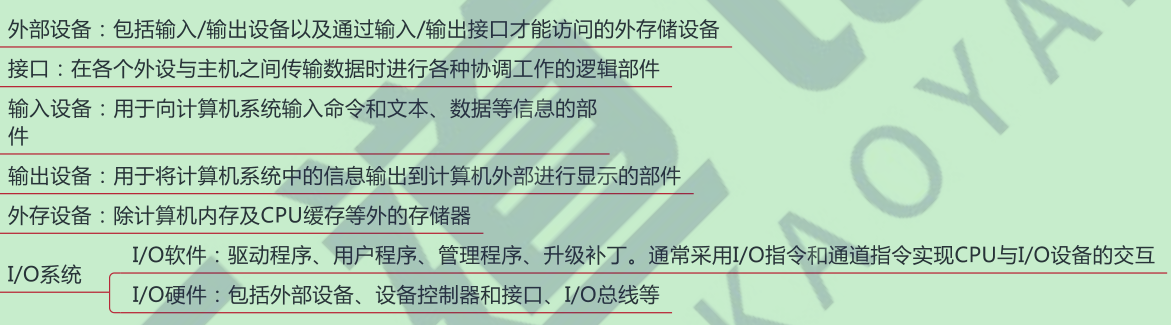 外部设备：包括输入/输出设备以及通过输入/输出接口才能访问的外存储设备
接口：在各个外设与主机之间传输数据时进行各种协调工作的逻辑部件
输入设备：用于向计算机系统输入命令和文本、数据等信息的部
件
输出设备：用于将计算机系统中的信息输出到计算机外部进行显示的部件
外存设备：除计算机内存及CPU缓存等外的存储器
I/O系统
I/O软件：驱动程序、用户程序、管理程序、升级补丁。通常采用I/O指令和通道指令实现CPU与I/O设备的交互
I/O硬件：包括外部设备、设备控制器和接口、I/O总线等
KAOYA